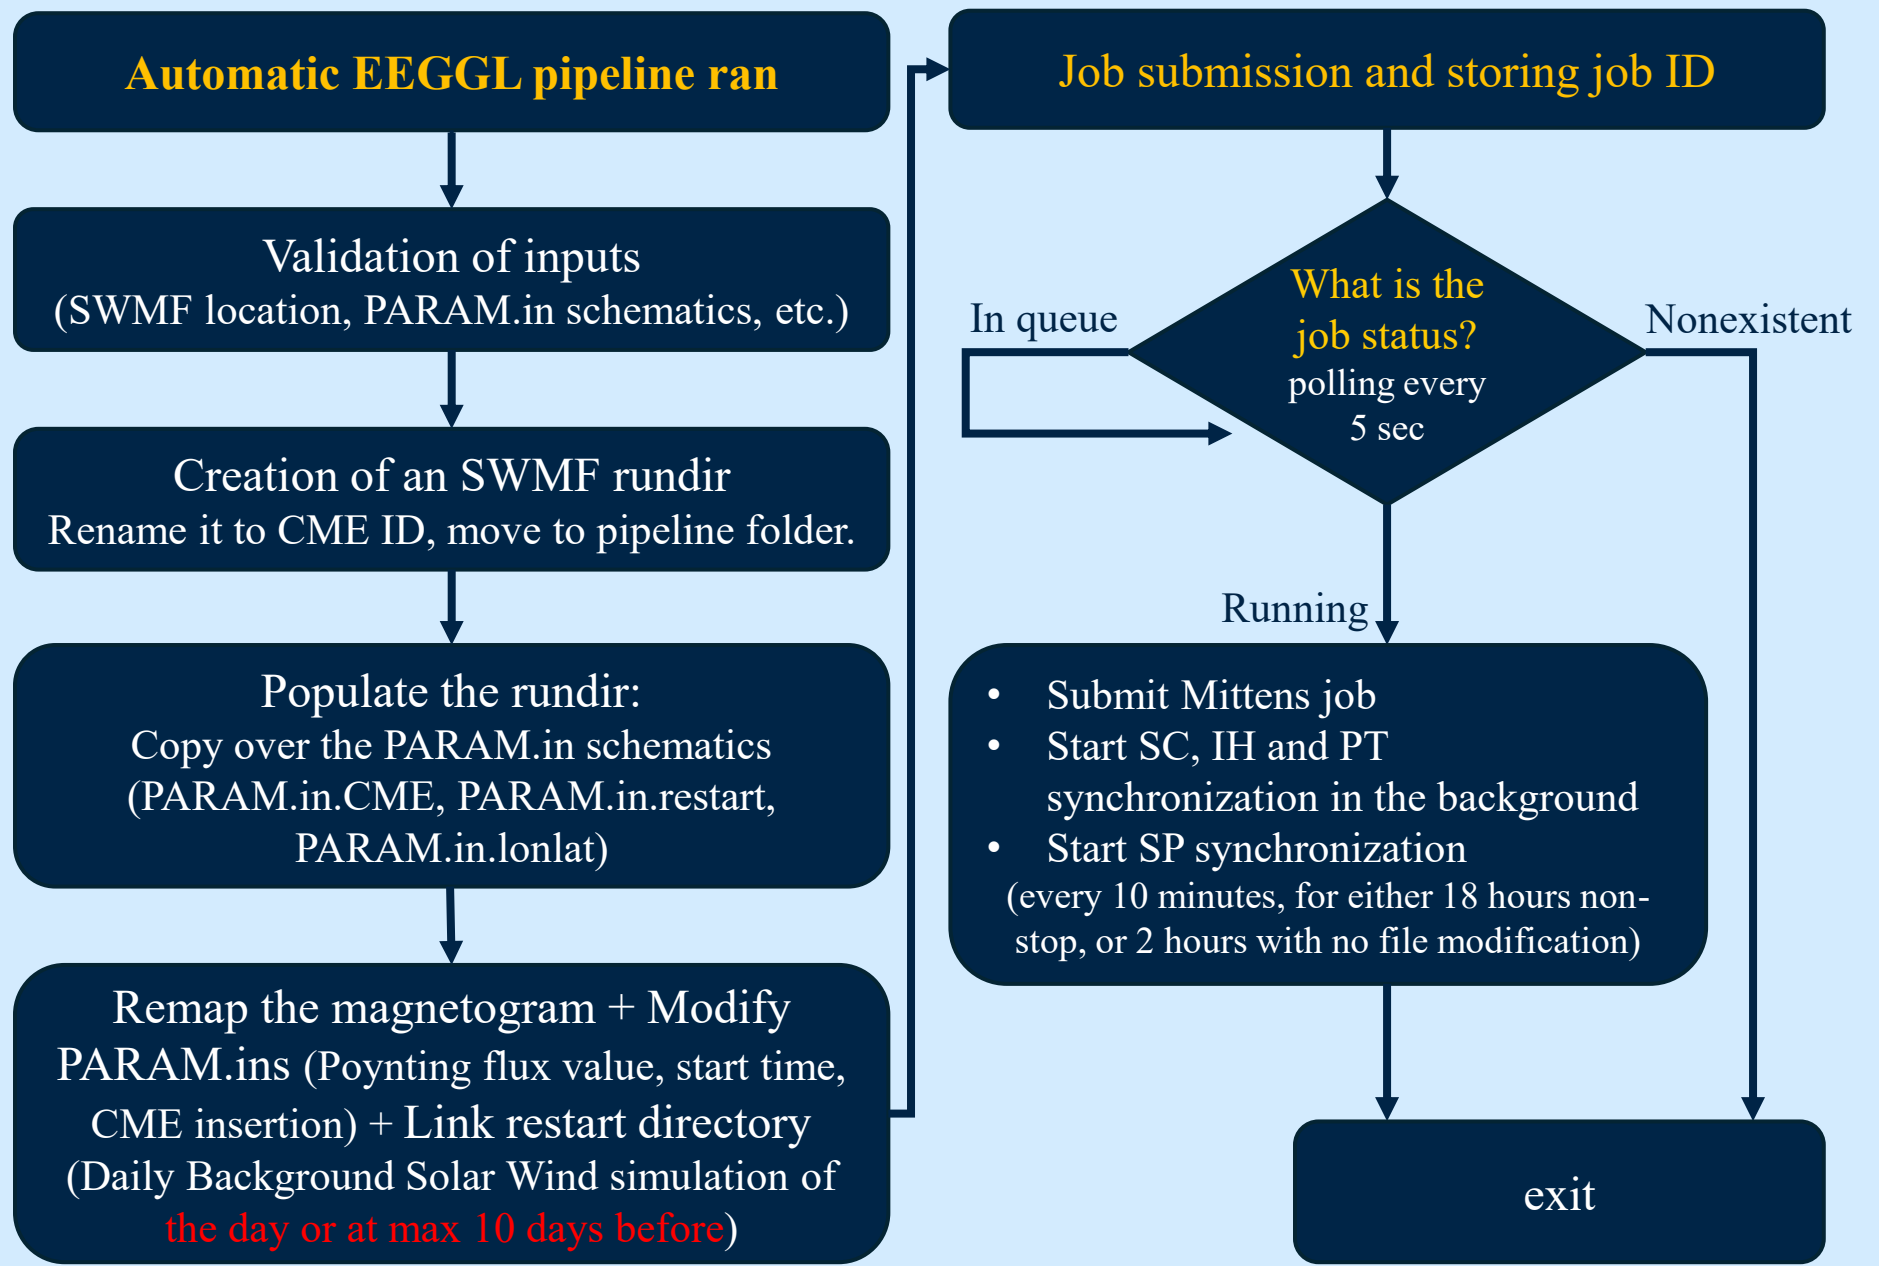 Automatic EEGGL pipeline ran
Validation of inputs
(SWMF location, PARAM.in schematics, etc.)
Creation of an SWMF rundir
Rename it to CME ID, move to pipeline folder.
Populate the rundir:
Copy over the PARAM.in schematics
(PARAM.in.CME, PARAM.in.restart,
PARAM.in.lonlat)
Remap the magnetogram + Modify
PARAM.ins (Poynting flux value, start time,
CME insertion) + Link restart directory
(Daily Background Solar Wind simulation of
the day or at max 10 days before)
Job submission and storing job ID
What is the
job status?
polling every
5 sec
In queue
Nonexistent
Running
• Submit Mittens job
• Start SC, IH and PT
synchronization in the background
• Start SP synchronization
(every 10 minutes, for either 18 hours non-
stop, or 2 hours with no file modification)
exit